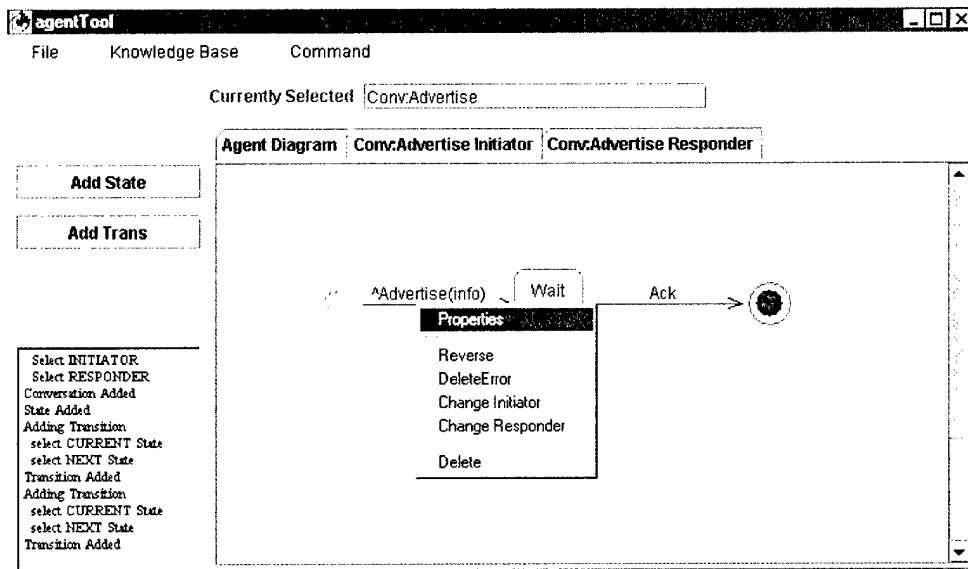 agentTool
File Knowledge Base Command
Currently Selected Conv:Advertise
Agent Diagram Conv:Advertise Initiator Conv:Advertise Responder
Add State
Add Trans
^Advertise(info) Wait Ack
Properties
Reverse
DeleteError
Change Initiator
Change Responder
Delete
Select INITIATOR
Select RESPONDER
Conversation Added
State Added
Adding Transition
select CURRENT State
select NEXT State
Transition Added
Adding Transition
select CURRENT State
select NEXT State
Transition Added